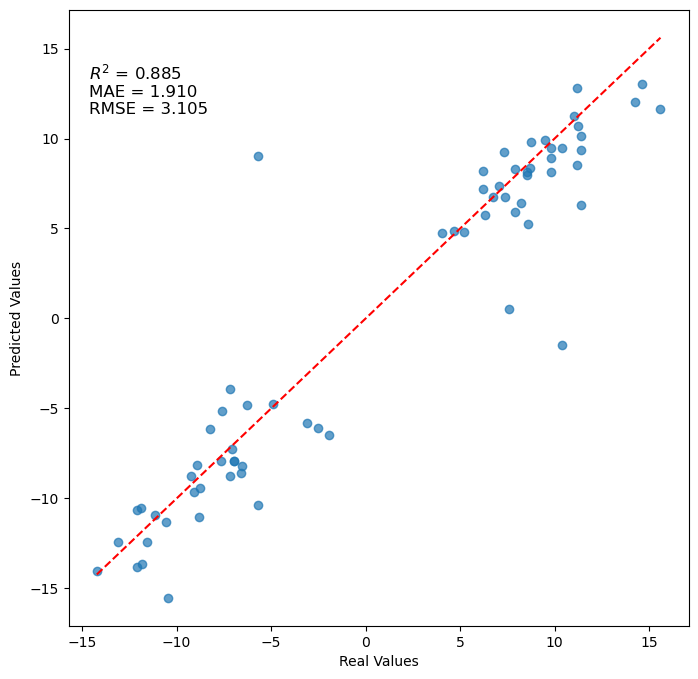 R² = 0.885
MAE = 1.910
RMSE = 3.105
15
10
5
0
−5
−10
−15
Predicted Values
−15 −10 −5 0 5 10 15
Real Values